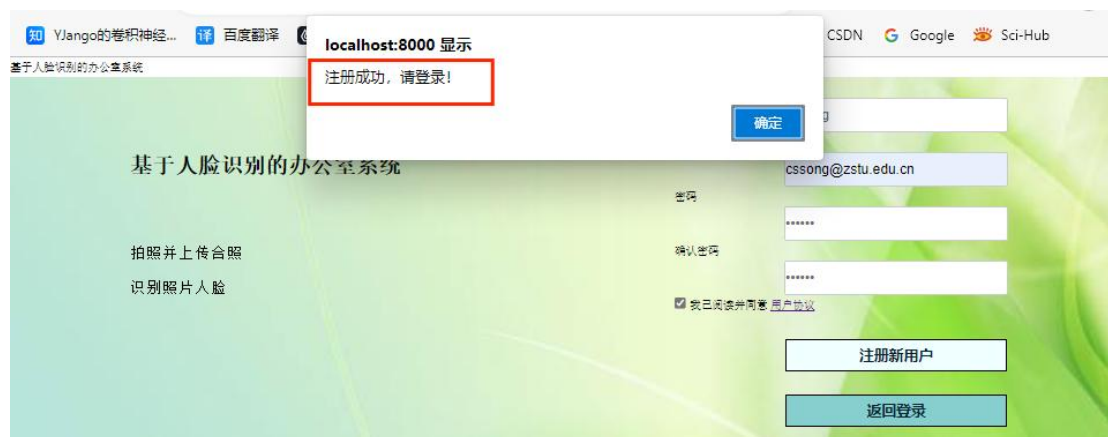 YJango的卷积神经... 百度翻译 CSDN Google Sci-Hub
localhost:8000 显示
注册成功，请登录！
确定
基于人脸识别的办公室系统
基于人脸识别的办公室系统
拍照并上传合照
识别照片人脸
cssong@zstu.edu.cn
密码
••••••
确认密码
••••••
我已阅读并同意 用户协议
注册新用户
返回登录